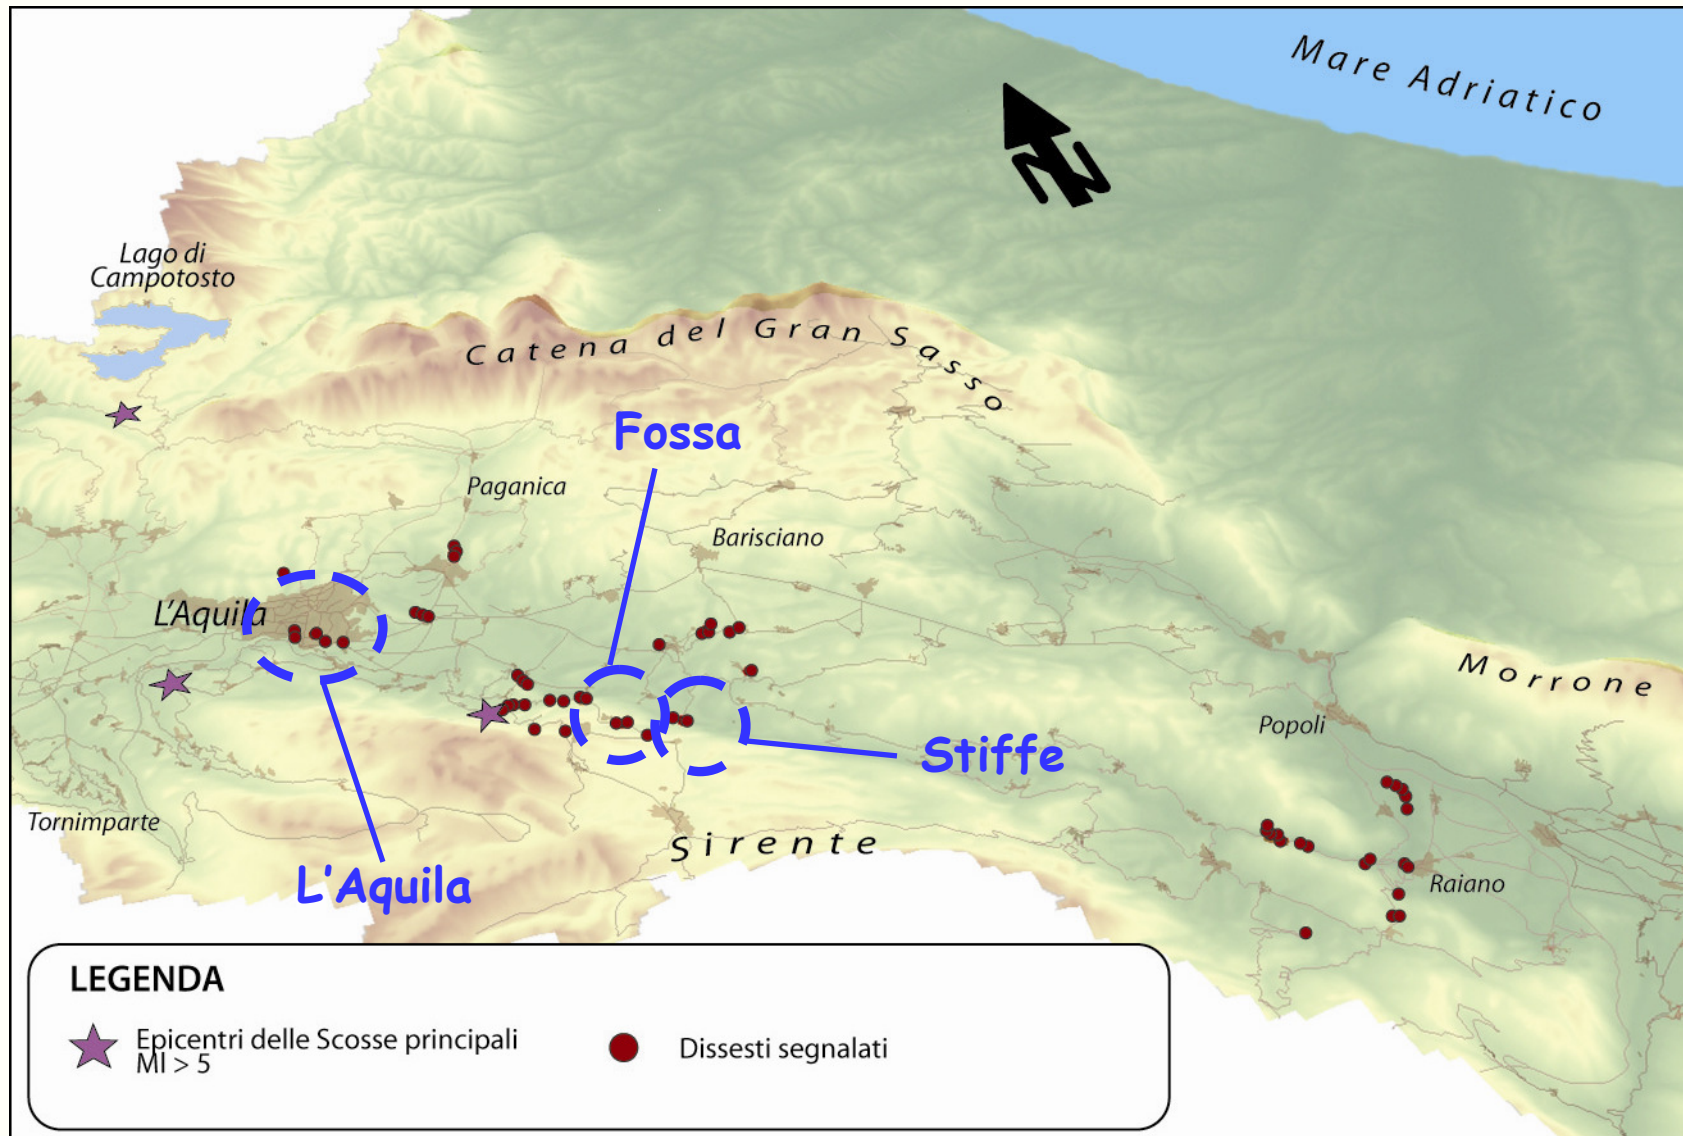 Mare Adriatico
N
Lago di
Campotosto
Catena del Gran Sasso
Fossa
Paganica
Barisciano
L'Aquila
Morrone
Popoli
Stiffe
Tornimparte
Sirente
L'Aquila
Raiano
LEGENDA
Epicentri delle Scosse principali
Ml > 5
Dissesti segnalati